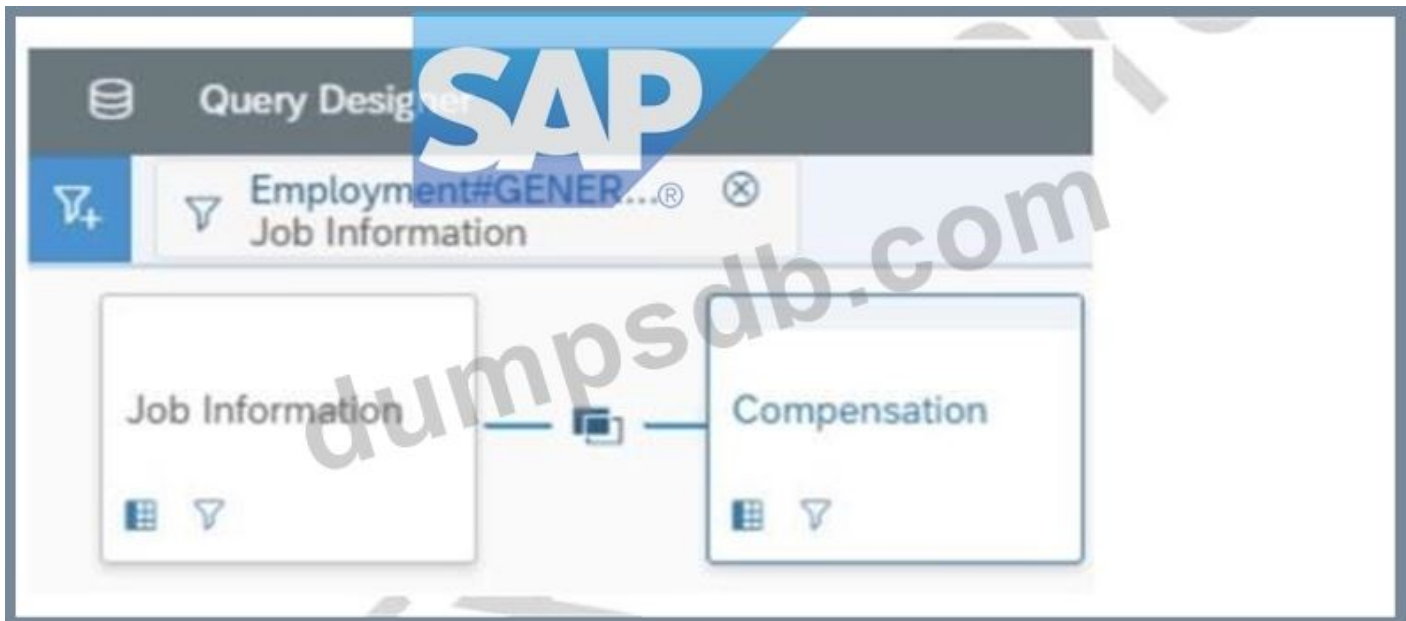 SAP
®
Query Designer
Employment#GENER...
Job Information
Job Information
Compensation
dumpsdb.com